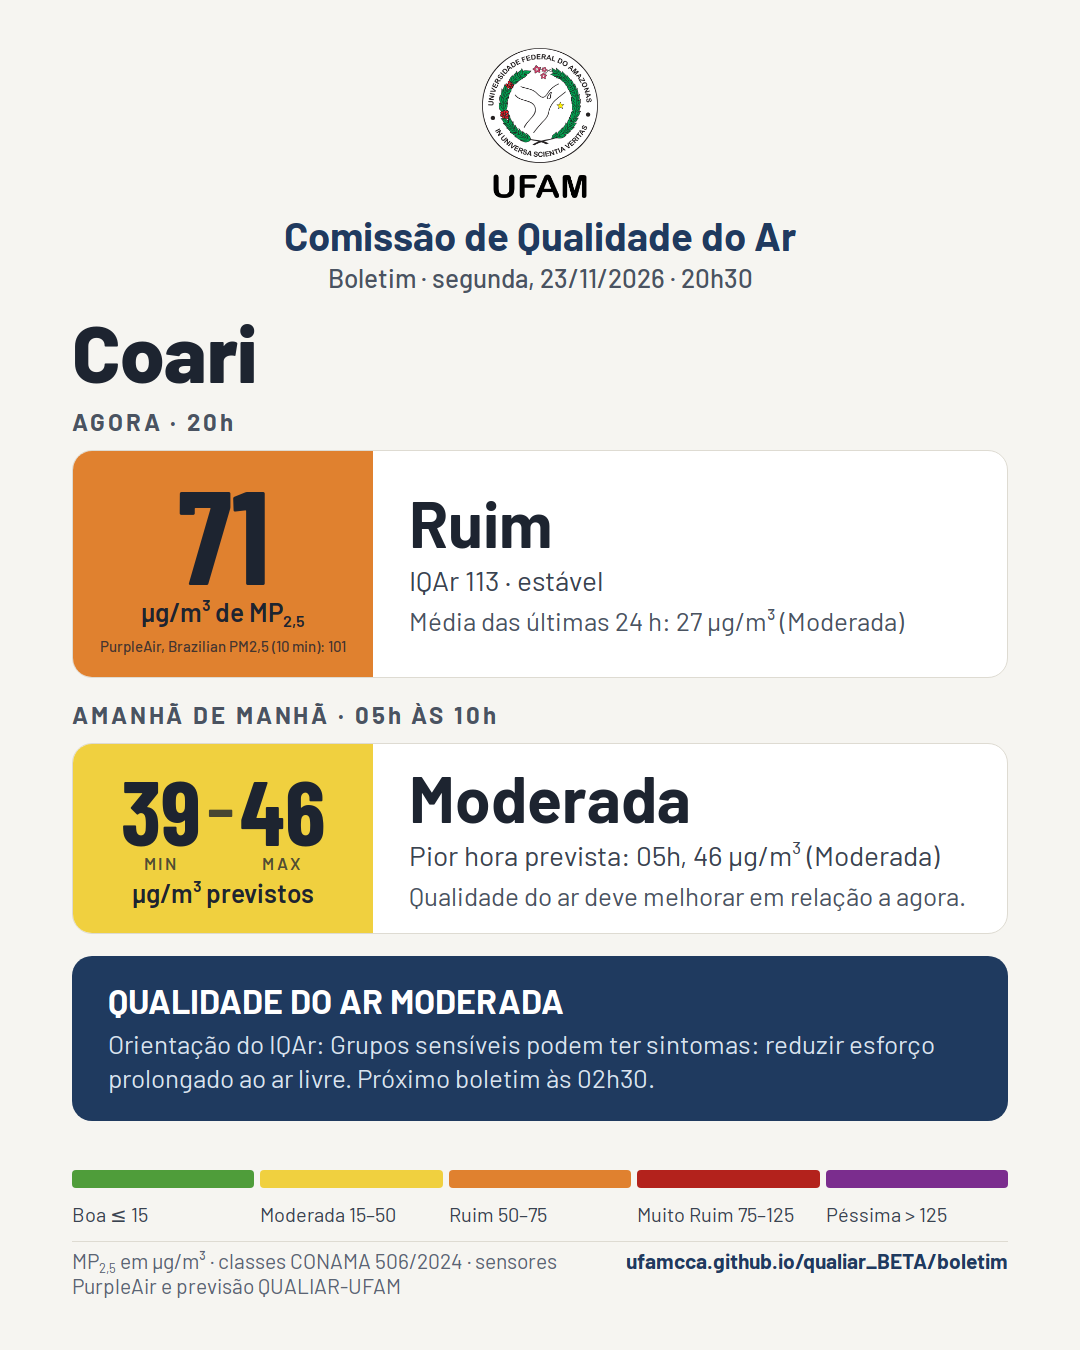 UNIVERSIDADE FEDERAL DO AMAZONAS
IN UNIVERSA SCIENTIA VERITAS
UFAM
Comissão de Qualidade do Ar
Boletim · segunda, 23/11/2026 · 20h30
Coari
AGORA · 20h
71
µg/m³ de MP2,5
PurpleAir, Brazilian PM2,5 (10 min): 101
Ruim
IQAr 113 · estável
Média das últimas 24 h: 27 µg/m³ (Moderada)
AMANHÃ DE MANHÃ · 05h ÀS 10h
39 – 46
MIN MAX
µg/m³ previstos
Moderada
Pior hora prevista: 05h, 46 µg/m³ (Moderada)
Qualidade do ar deve melhorar em relação a agora.
QUALIDADE DO AR MODERADA
Orientação do IQAr: Grupos sensíveis podem ter sintomas: reduzir esforço
prolongado ao ar livre. Próximo boletim às 02h30.
Boa ≤ 15 Moderada 15–50 Ruim 50–75 Muito Ruim 75–125 Péssima > 125
MP2,5 em µg/m³ · classes CONAMA 506/2024 · sensores
PurpleAir e previsão QUALIAR-UFAM
ufamcca.github.io/qualiar_BETA/boletim